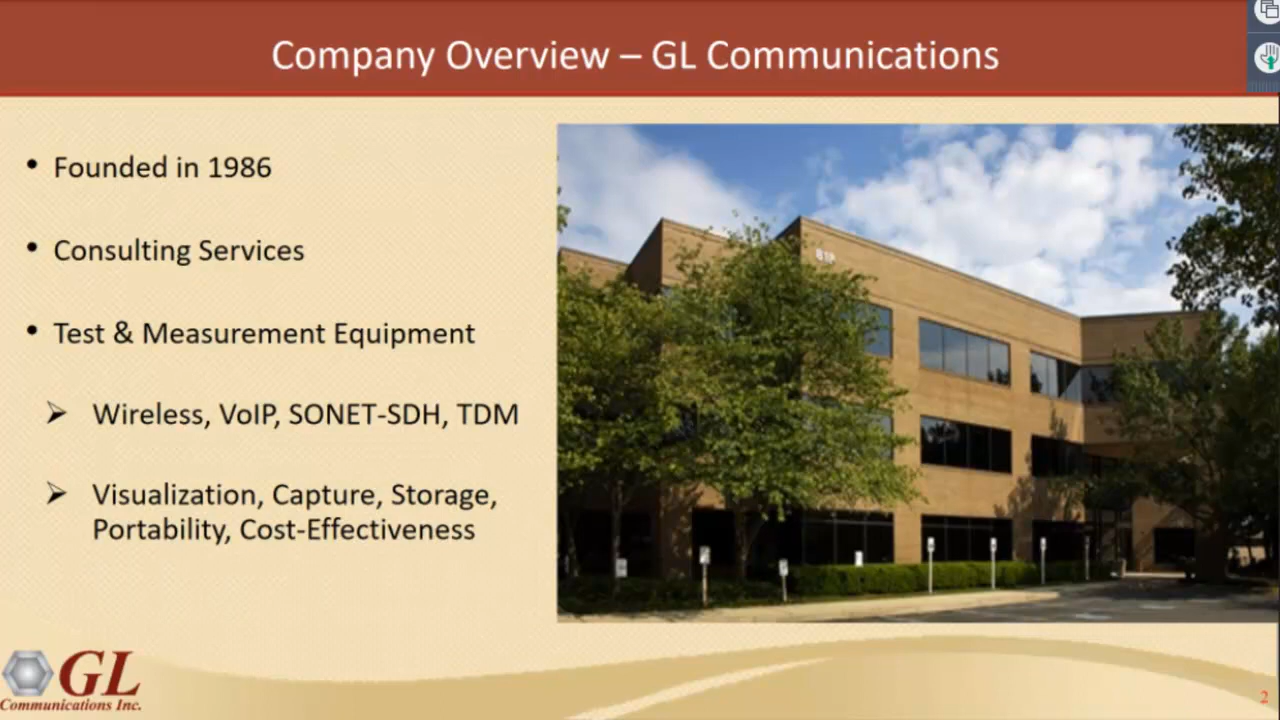 Company Overview – GL Communications
• Founded in 1986
• Consulting Services
• Test & Measurement Equipment
➢ Wireless, VoIP, SONET-SDH, TDM
➢ Visualization, Capture, Storage,
Portability, Cost-Effectiveness
818
GL
Communications Inc.
2